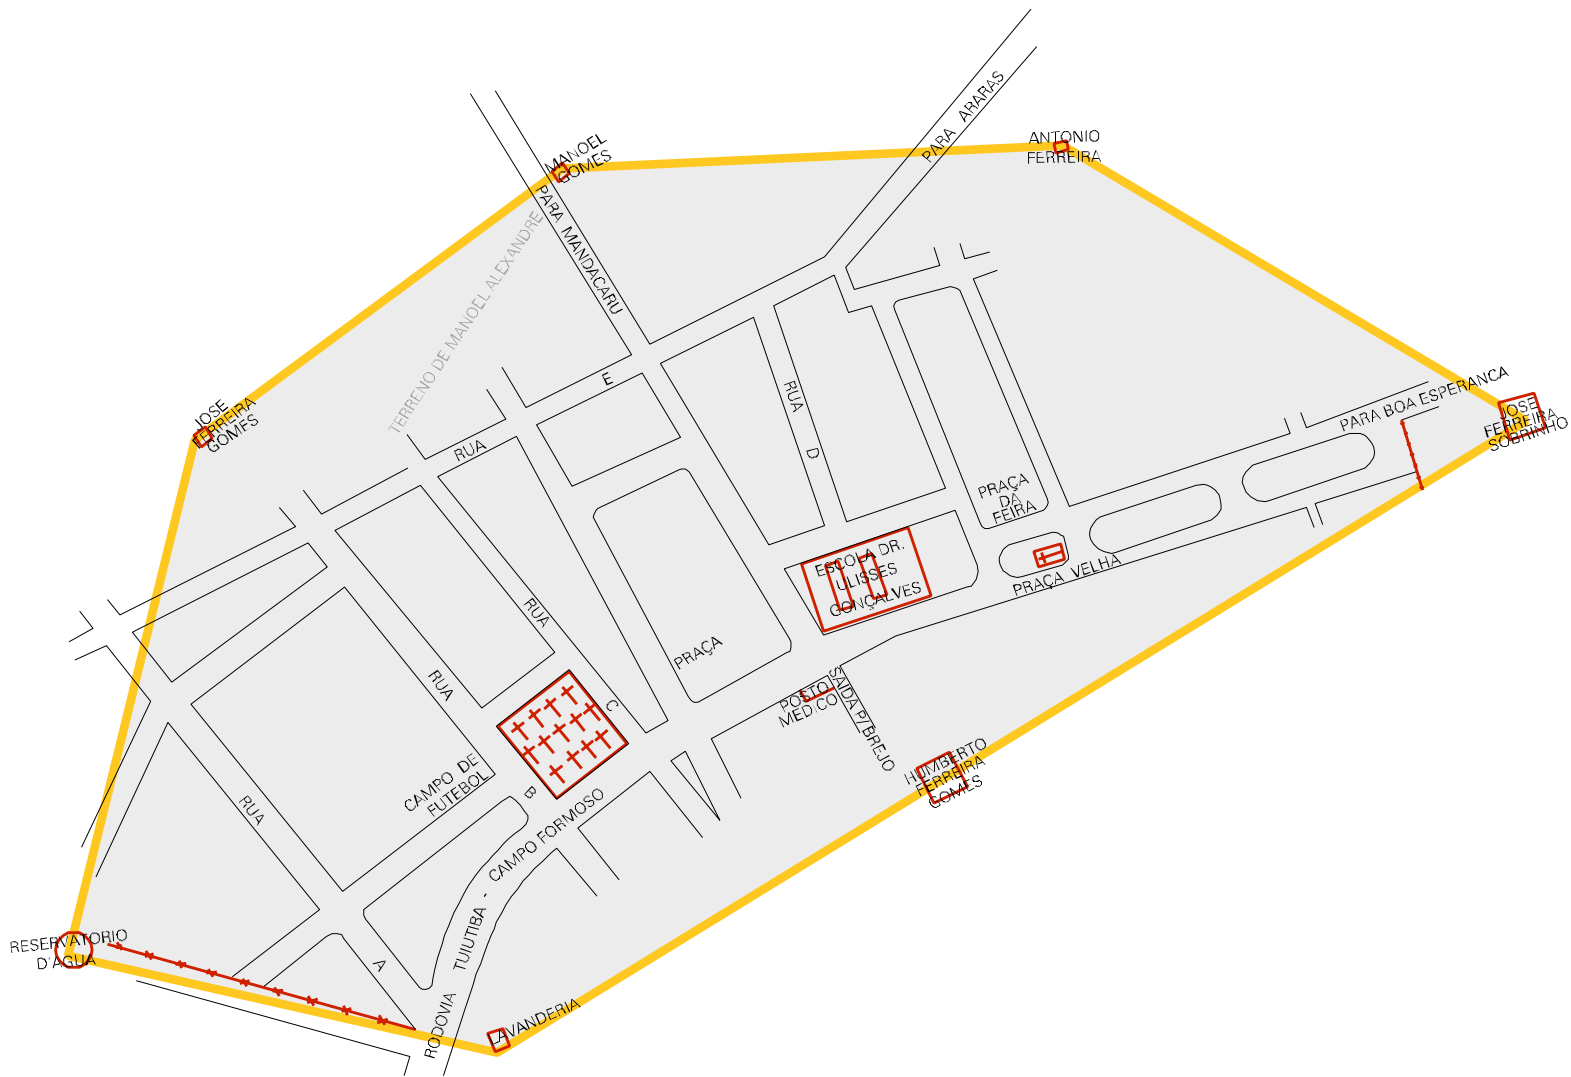 PARA ARARAS
ANTONIO
FERREIRA
MANOEL
GOMES
PARA MANDACARU
TERRENO DE MANOEL ALEXANDRE
JOSE
FERREIRA
GOMES
RUA E
RUA D
PARA BOA ESPERANCA
JOSE
FERREIRA
SOBRINHO
PRAÇA
DA
FEIRA
ESCOLA DR.
ULISSES
GONÇALVES
PRAÇA VELHA
RUA C
PRAÇA
RUA B
POSTO
MEDICO
SAIDA P/BREJO
HUMBERTO
FERREIRA
GOMES
CAMPO DE
FUTEBOL
RUA A
RODOVIA TUIUTIBA - CAMPO FORMOSO
RESERVATORIO
D'AGUA
LAVANDERIA